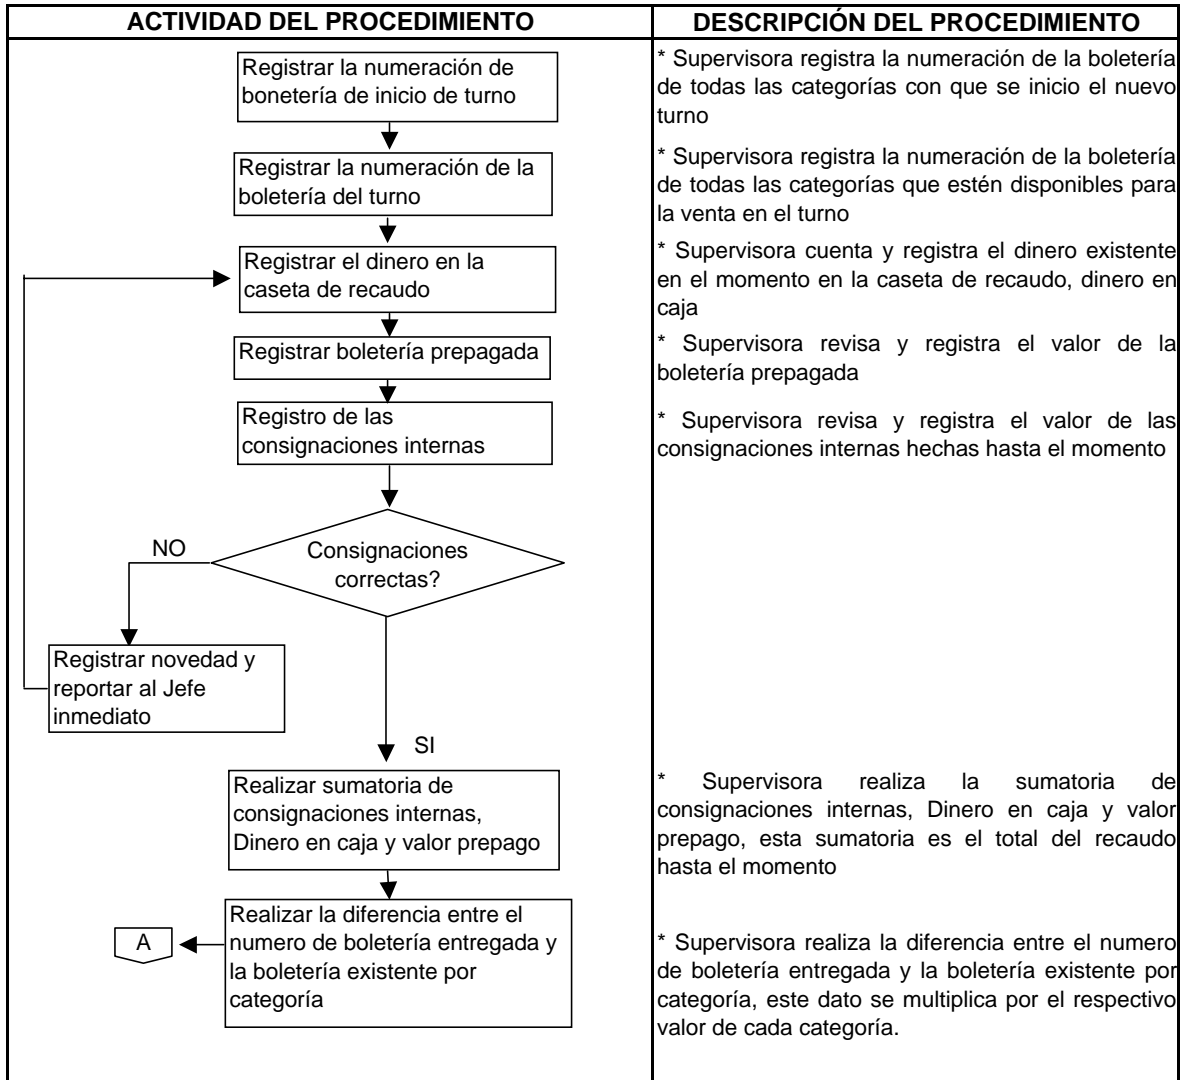 ACTIVIDAD DEL PROCEDIMIENTO
DESCRIPCIÓN DEL PROCEDIMIENTO
Registrar la numeración de
bonetería de inicio de turno
* Supervisora registra la numeración de la boletería
de todas las categorías con que se inicio el nuevo
turno
Registrar la numeración de la
boletería del turno
* Supervisora registra la numeración de la boletería
de todas las categorías que estén disponibles para
la venta en el turno
Registrar el dinero en la
caseta de recaudo
* Supervisora cuenta y registra el dinero existente
en el momento en la caseta de recaudo, dinero en
caja
Registrar boletería prepagada
* Supervisora revisa y registra el valor de la
boletería prepagada
Registro de las
consignaciones internas
* Supervisora revisa y registra el valor de las
consignaciones internas hechas hasta el momento
NO
Consignaciones
correctas?
Registrar novedad y
reportar al Jefe
inmediato
SI
Realizar sumatoria de
consignaciones internas,
Dinero en caja y valor prepago
* Supervisora realiza la sumatoria de
consignaciones internas, Dinero en caja y valor
prepago, esta sumatoria es el total del recaudo
hasta el momento
Realizar la diferencia entre el
numero de boletería entregada y
la boletería existente por
categoría
A
* Supervisora realiza la diferencia entre el numero
de boletería entregada y la boletería existente por
categoría, este dato se multiplica por el respectivo
valor de cada categoría.